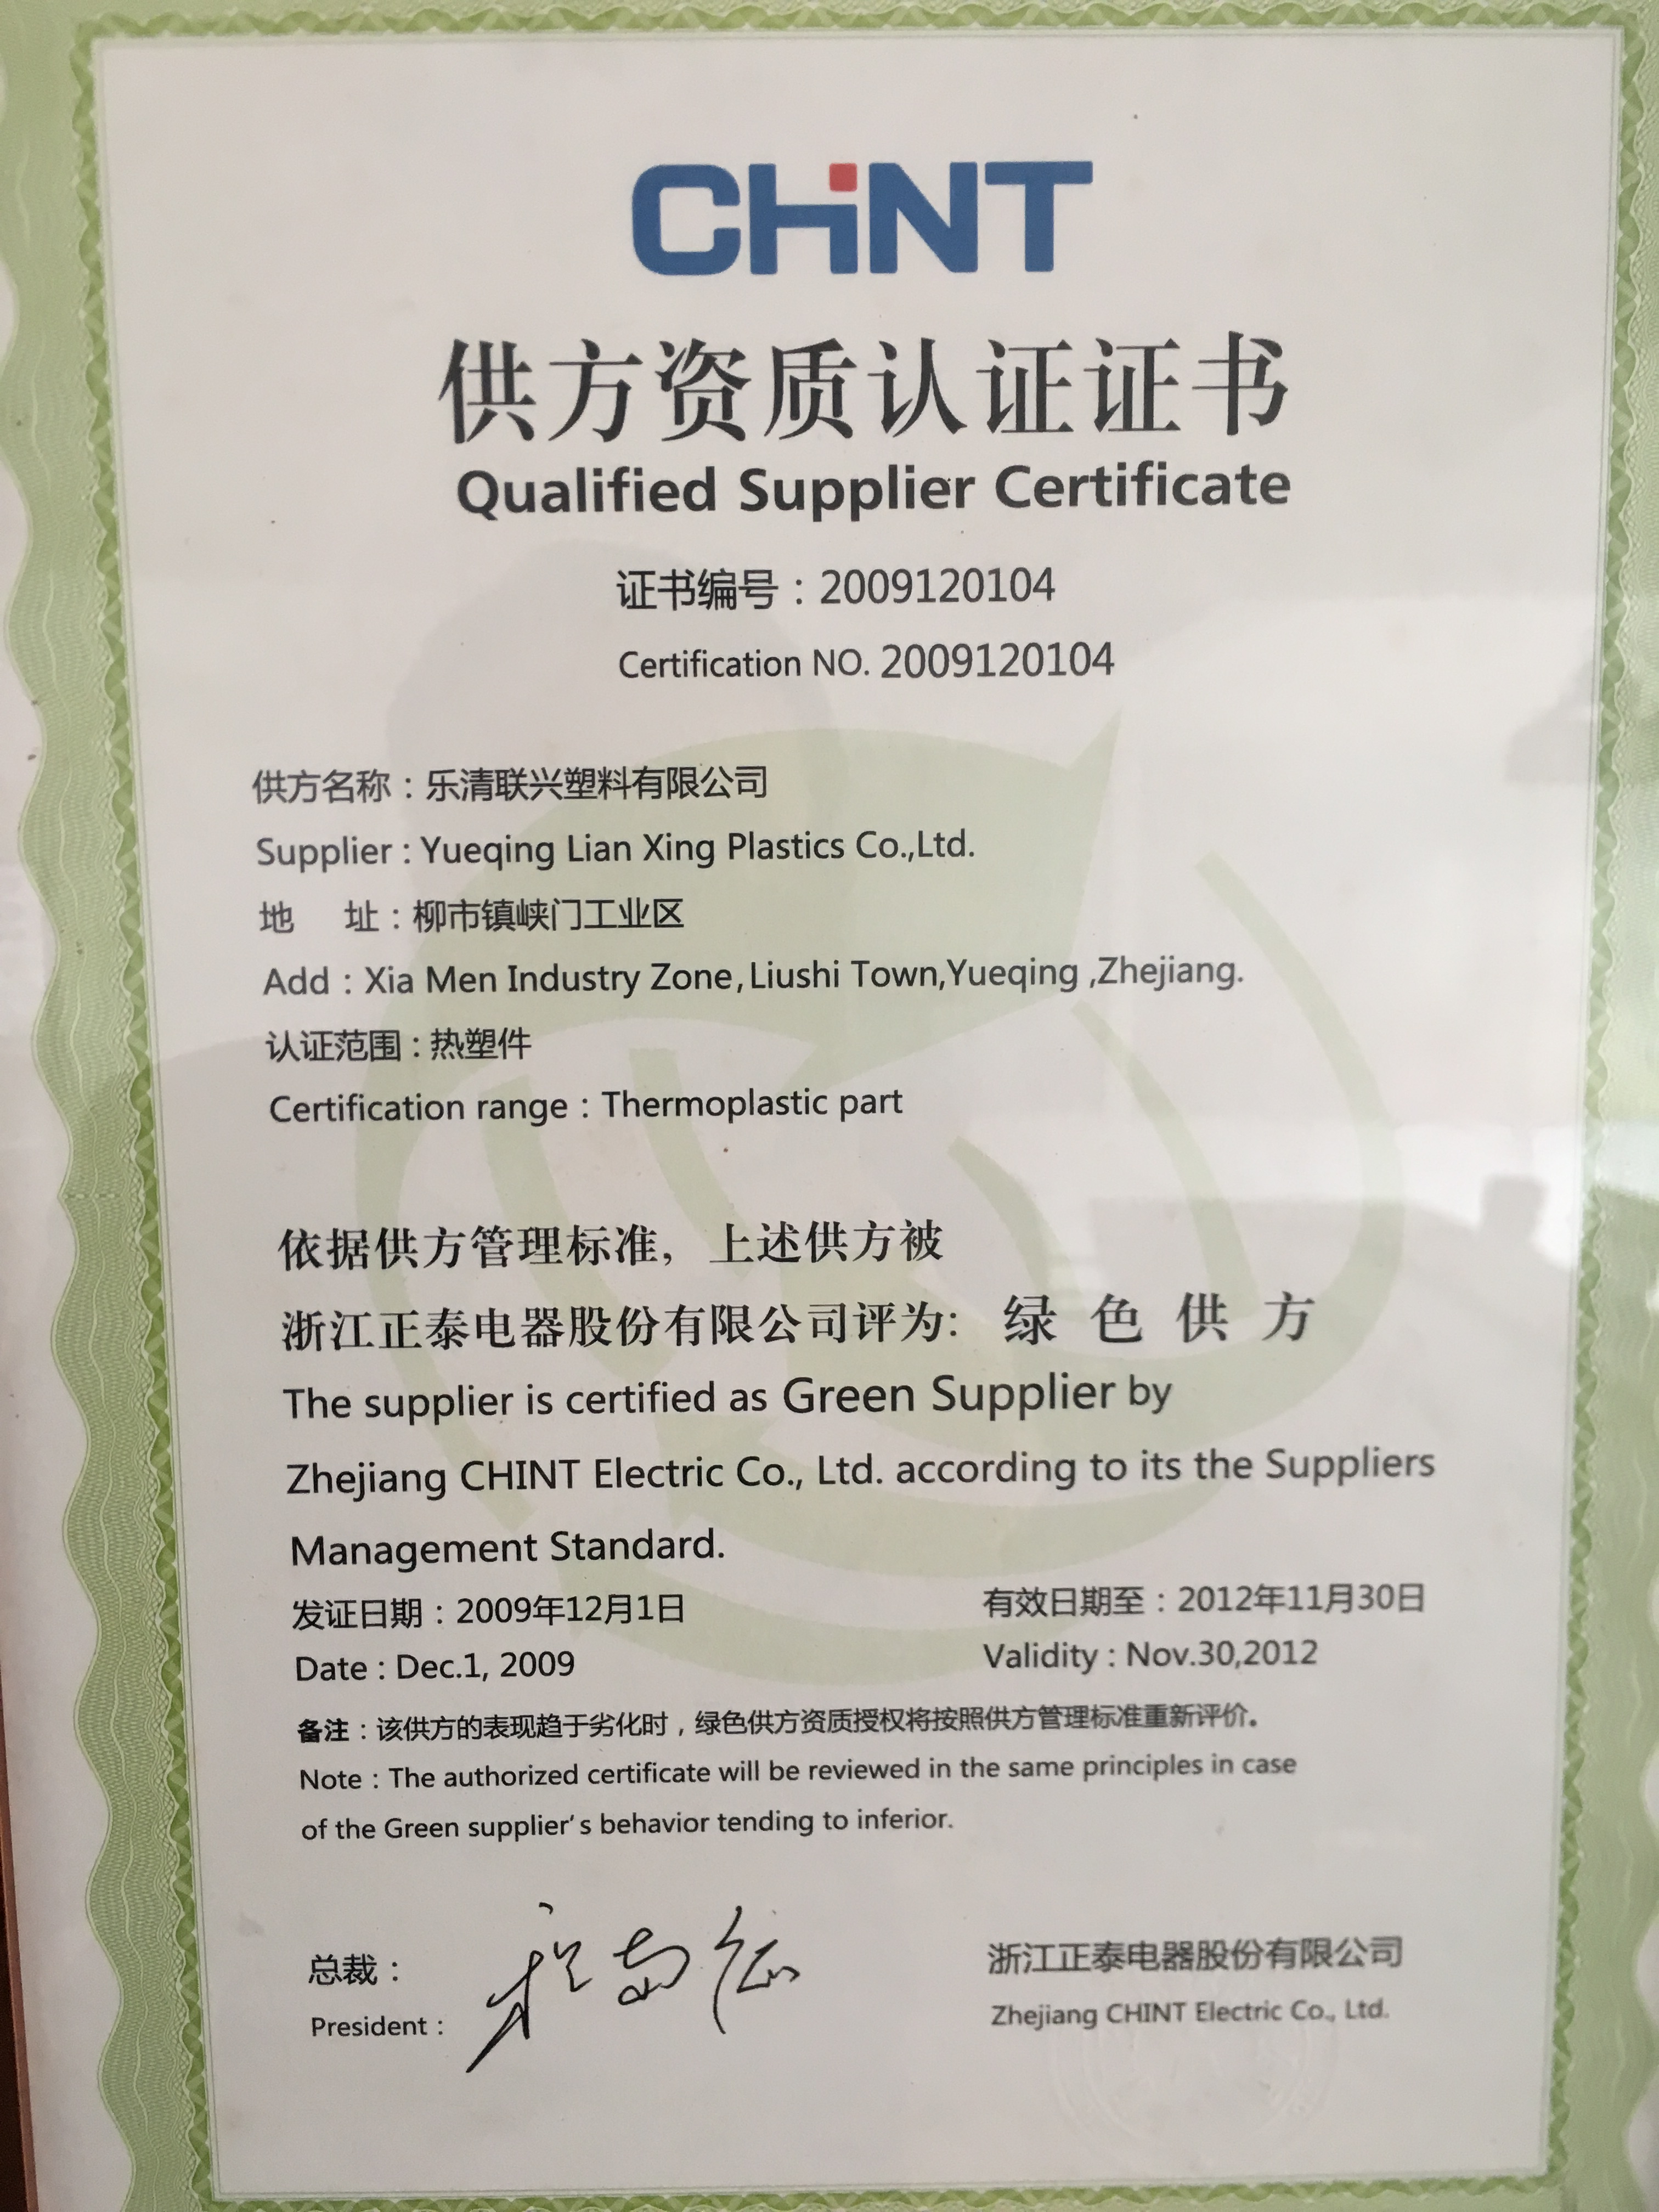 CHINT
供方资质认证证书
Qualified Supplier Certificate
证书编号：2009120104
Certification NO. 2009120104
供方名称：乐清联兴塑料有限公司
Supplier : Yueqing Lian Xing Plastics Co.,Ltd.
地 址：柳市镇峡门工业区
Add : Xia Men Industry Zone,Liushi Town,Yueqing ,Zhejiang.
认证范围：热塑件
Certification range : Thermoplastic part
依据供方管理标准，上述供方被
浙江正泰电器股份有限公司评为: 绿 色 供 方
The supplier is certified as Green Supplier by
Zhejiang CHINT Electric Co., Ltd. according to its the Suppliers
Management Standard.
发证日期：2009年12月1日 有效日期至：2012年11月30日
Date : Dec.1, 2009 Validity : Nov.30,2012
备注：该供方的表现趋于劣化时，绿色供方资质授权将按照供方管理标准重新评价。
Note : The authorized certificate will be reviewed in the same principles in case
of the Green supplier's behavior tending to inferior.
总裁： 浙江正泰电器股份有限公司
President : Zhejiang CHINT Electric Co., Ltd.